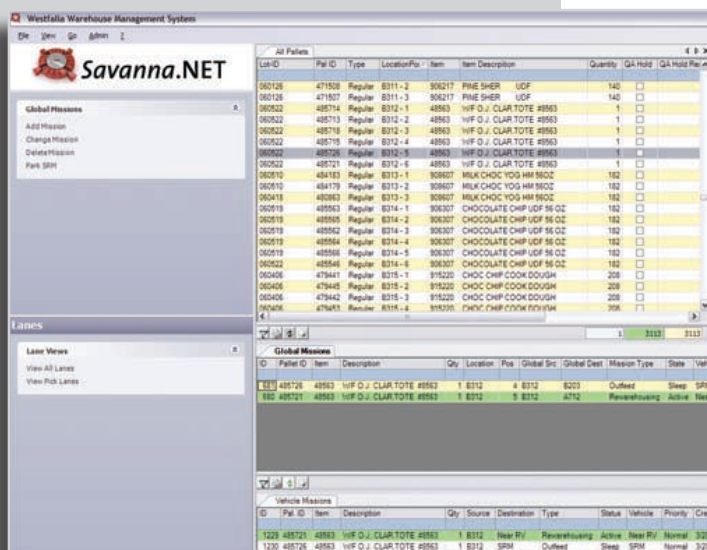 Westfalia Warehouse Management System
File View Go Admin ?
Savanna.NET
Global Missions
Add Mission
Change Mission
Delete Mission
Park SRM
Lanes
Lane Views
View All Lanes
View Pick Lanes
All Pallets
Lot-ID Pal ID Type LocationPos Item Item Description Quantity QA Hold QA Hold
060126 471508 Regular B311 - 2 906217 PINE SHER UDF 140
060126 471507 Regular B311 - 3 906217 PINE SHER UDF 140
060522 485714 Regular B312 - 1 48563 W/F O.J. CLAR.TOTE #8563 1
060522 485713 Regular B312 - 2 48563 W/F O.J. CLAR.TOTE #8563 1
060522 485718 Regular B312 - 3 48563 W/F O.J. CLAR.TOTE #8563 1
060522 485715 Regular B312 - 4 48563 W/F O.J. CLAR.TOTE #8563 1
060522 485726 Regular B312 - 5 48563 W/F O.J. CLAR.TOTE #8563 1
060522 485721 Regular B312 - 6 48563 W/F O.J. CLAR.TOTE #8563 1
060510 484183 Regular B313 - 1 908607 MILK CHOC YOG HM 56OZ 182
060510 484179 Regular B313 - 2 908607 MILK CHOC YOG HM 56OZ 182
060418 480863 Regular B313 - 3 908607 MILK CHOC YOG HM 56OZ 182
060519 485563 Regular B314 - 1 906307 CHOCOLATE CHIP UDF 56 OZ 182
060519 485565 Regular B314 - 2 906307 CHOCOLATE CHIP UDF 56 OZ 182
060519 485562 Regular B314 - 3 906307 CHOCOLATE CHIP UDF 56 OZ 182
060519 485564 Regular B314 - 4 906307 CHOCOLATE CHIP UDF 56 OZ 182
060519 485566 Regular B314 - 5 906307 CHOCOLATE CHIP UDF 56 OZ 182
060522 485546 Regular B314 - 6 906307 CHOCOLATE CHIP UDF 56 OZ 182
060406 479441 Regular B315 - 1 915220 CHOC CHIP COOK DOUGH 208
060406 479445 Regular B315 - 2 915220 CHOC CHIP COOK DOUGH 208
060406 479442 Regular B315 - 3 915220 CHOC CHIP COOK DOUGH 208
060406 479453 Regular B315 - 4 915220 CHOC CHIP COOK DOUGH 208
1 3113 3113
Global Missions
ID Pallet ID Item Description Qty Location Pos Global Src Global Dest Mission Type State
681 485726 48563 W/F O.J. CLAR.TOTE #8563 1 B312 4 B312 B203 Outfeed Sleep SRM
680 485721 48563 W/F O.J. CLAR.TOTE #8563 1 B312 5 B312 A712 Rewarehousing Active
Vehicle Missions
ID Pal. ID Item Description Qty Source Destination Type Status Vehicle Priority
1229 485721 48563 W/F O.J. CLAR.TOTE #8563 1 B312 Near RV Rewarehousing Active Near RV Normal
1230 485726 48563 W/F O.J. CLAR.TOTE #8563 1 B312 SRM Outfeed Sleep SRM Normal